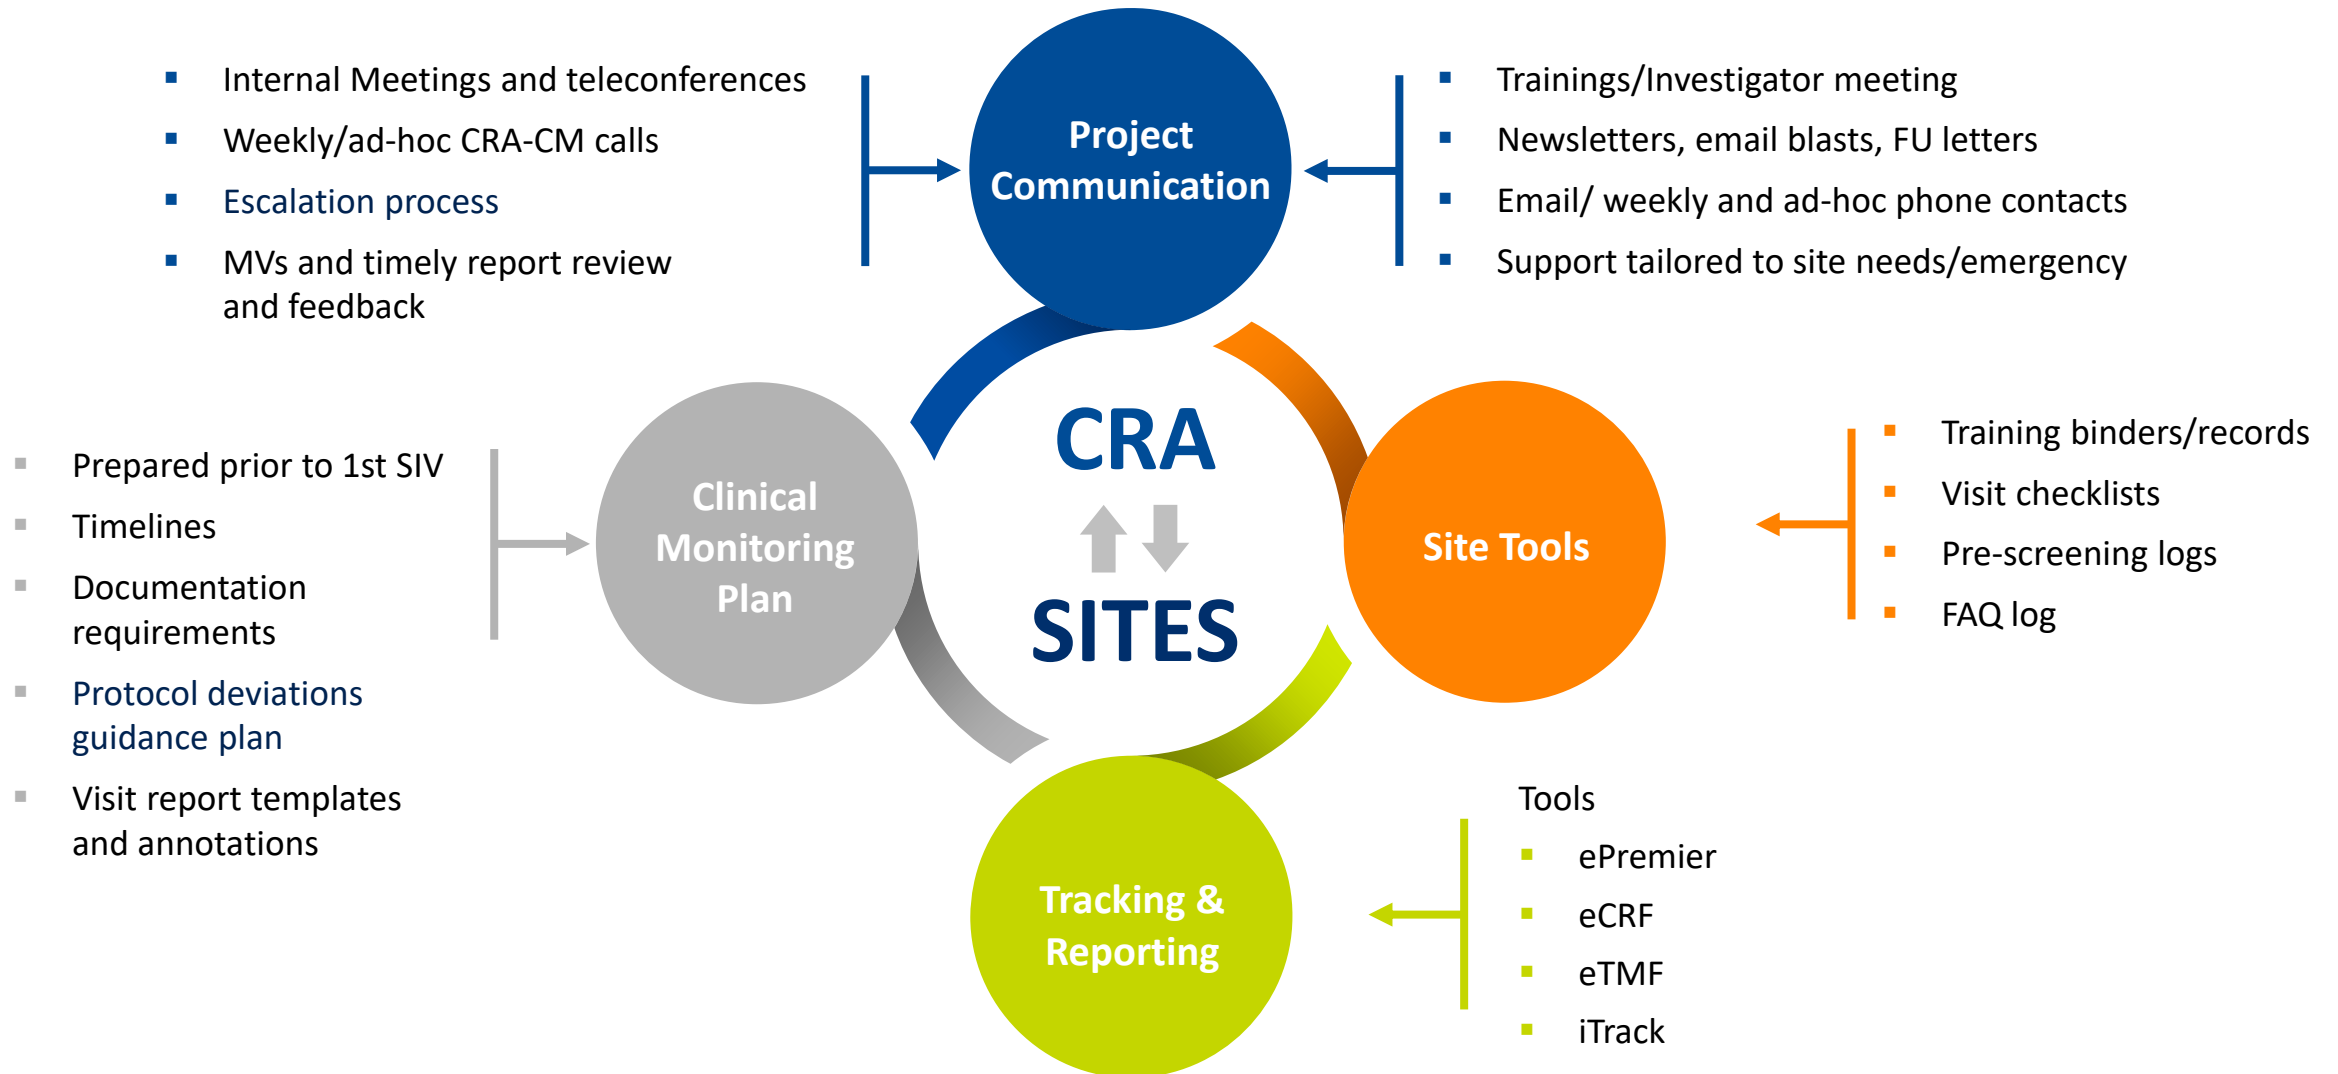 Internal Meetings and teleconferences
Weekly/ad-hoc CRA-CM calls
Escalation process
MVs and timely report review
and feedback
Project
Communication
Trainings/Investigator meeting
Newsletters, email blasts, FU letters
Email/ weekly and ad-hoc phone contacts
Support tailored to site needs/emergency
Prepared prior to 1st SIV
Timelines
Documentation
requirements
Protocol deviations
guidance plan
Visit report templates
and annotations
Clinical
Monitoring
Plan
CRA
SITES
Site Tools
Training binders/records
Visit checklists
Pre-screening logs
FAQ log
Tracking &
Reporting
Tools
ePremier
eCRF
eTMF
iTrack